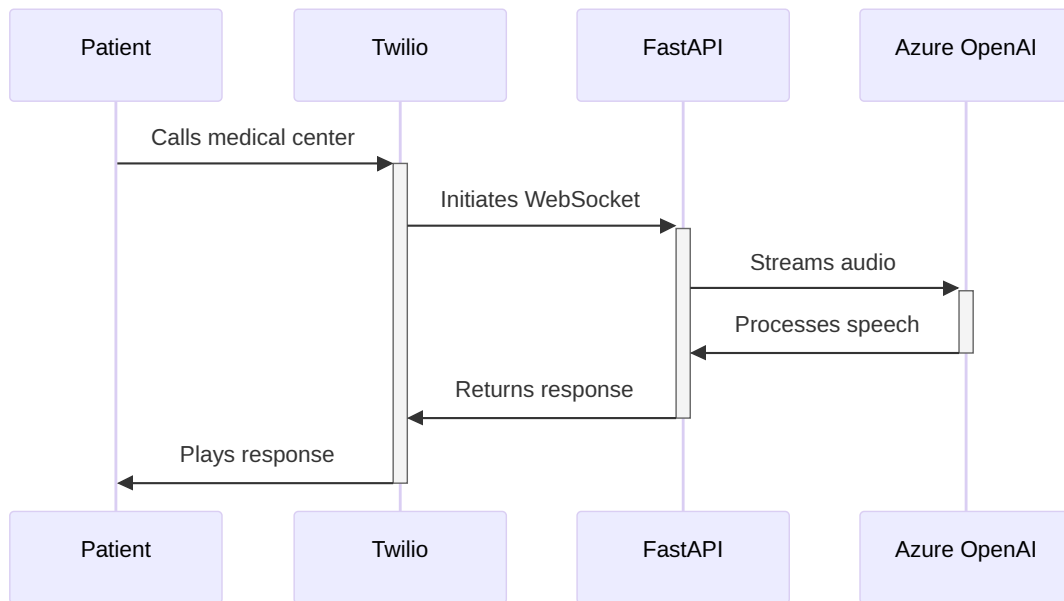 Patient
Twilio
FastAPI
Azure OpenAI
Calls medical center
Initiates WebSocket
Streams audio
Processes speech
Returns response
Plays response
Patient
Twilio
FastAPI
Azure OpenAI